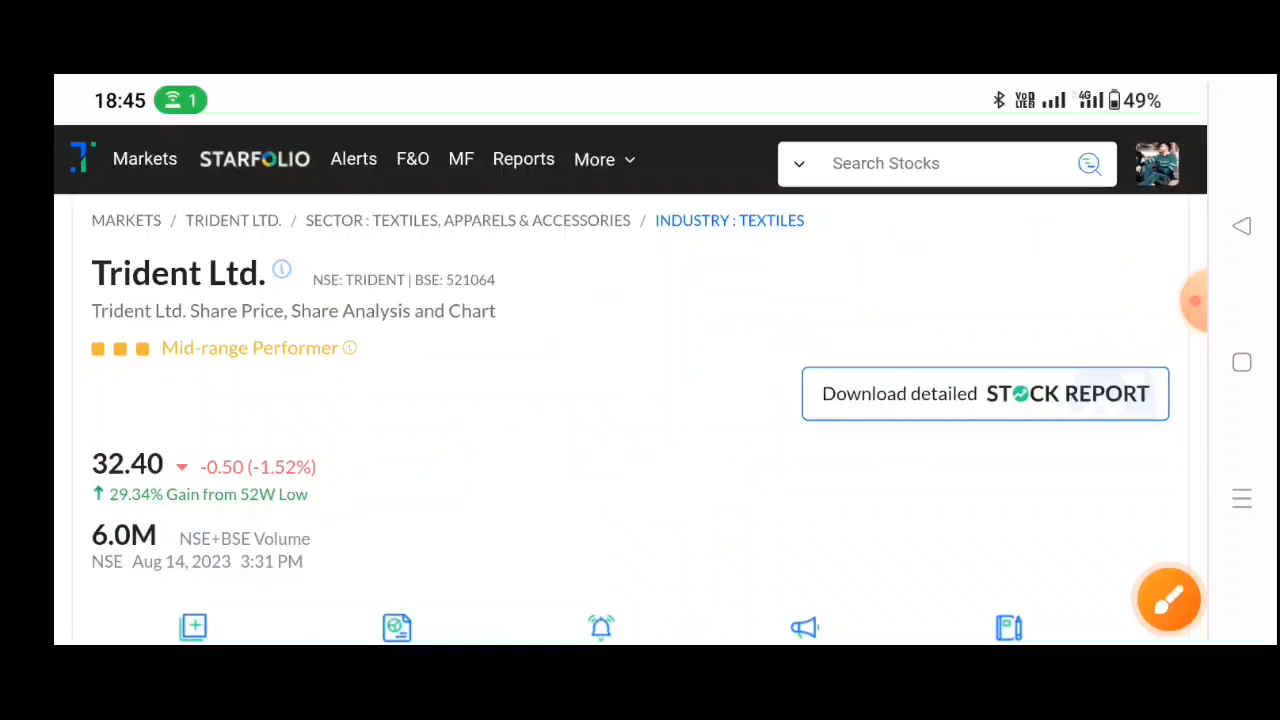 18:45 1 VoD LTE2 4G 49%
Markets STARFOLIO Alerts F&O MF Reports More Search Stocks
MARKETS / TRIDENT LTD. / SECTOR : TEXTILES, APPARELS & ACCESSORIES / INDUSTRY : TEXTILES
Trident Ltd. NSE: TRIDENT | BSE: 521064
Trident Ltd. Share Price, Share Analysis and Chart
Mid-range Performer
Download detailed STOCK REPORT
32.40 -0.50 (-1.52%)
29.34% Gain from 52W Low
6.0M NSE+BSE Volume
NSE Aug 14, 2023 3:31 PM